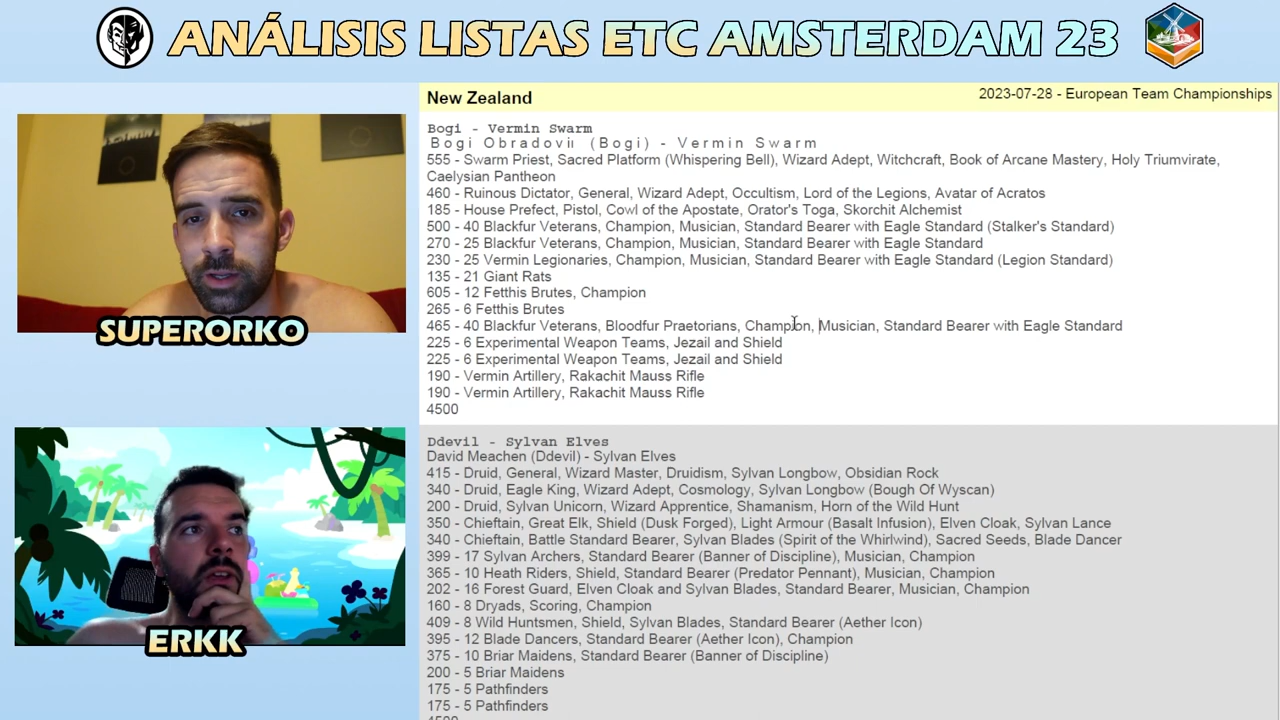 ANÁLISIS LISTAS ETC AMSTERDAM 23
New Zealand
2023-07-28 - European Team Championships
Bogi - Vermin Swarm
Bogi Obradovii (Bogi) - Vermin Swarm
555 - Swarm Priest, Sacred Platform (Whispering Bell), Wizard Adept, Witchcraft, Book of Arcane Mastery, Holy Triumvirate,
Caelysian Pantheon
460 - Ruinous Dictator, General, Wizard Adept, Occultism, Lord of the Legions, Avatar of Acratos
185 - House Prefect, Pistol, Cowl of the Apostate, Orator's Toga, Skorchit Alchemist
500 - 40 Blackfur Veterans, Champion, Musician, Standard Bearer with Eagle Standard (Stalker's Standard)
270 - 25 Blackfur Veterans, Champion, Musician, Standard Bearer with Eagle Standard
230 - 25 Vermin Legionaries, Champion, Musician, Standard Bearer with Eagle Standard (Legion Standard)
135 - 21 Giant Rats
605 - 12 Fetthis Brutes, Champion
265 - 6 Fetthis Brutes
465 - 40 Blackfur Veterans, Bloodfur Praetorians, Champion, Musician, Standard Bearer with Eagle Standard
225 - 6 Experimental Weapon Teams, Jezail and Shield
225 - 6 Experimental Weapon Teams, Jezail and Shield
190 - Vermin Artillery, Rakachit Mauss Rifle
190 - Vermin Artillery, Rakachit Mauss Rifle
4500
SUPERORKO
Ddevil - Sylvan Elves
David Meachen (Ddevil) - Sylvan Elves
415 - Druid, General, Wizard Master, Druidism, Sylvan Longbow, Obsidian Rock
340 - Druid, Eagle King, Wizard Adept, Cosmology, Sylvan Longbow (Bough Of Wyscan)
200 - Druid, Sylvan Unicorn, Wizard Apprentice, Shamanism, Horn of the Wild Hunt
350 - Chieftain, Great Elk, Shield (Dusk Forged), Light Armour (Basalt Infusion), Elven Cloak, Sylvan Lance
340 - Chieftain, Battle Standard Bearer, Sylvan Blades (Spirit of the Whirlwind), Sacred Seeds, Blade Dancer
399 - 17 Sylvan Archers, Standard Bearer (Banner of Discipline), Musician, Champion
365 - 10 Heath Riders, Shield, Standard Bearer (Predator Pennant), Musician, Champion
202 - 16 Forest Guard, Elven Cloak and Sylvan Blades, Standard Bearer, Musician, Champion
160 - 8 Dryads, Scoring, Champion
409 - 8 Wild Huntsmen, Shield, Sylvan Blades, Standard Bearer (Aether Icon)
395 - 12 Blade Dancers, Standard Bearer (Aether Icon), Champion
375 - 10 Briar Maidens, Standard Bearer (Banner of Discipline)
200 - 5 Briar Maidens
175 - 5 Pathfinders
175 - 5 Pathfinders
4500
ERKK